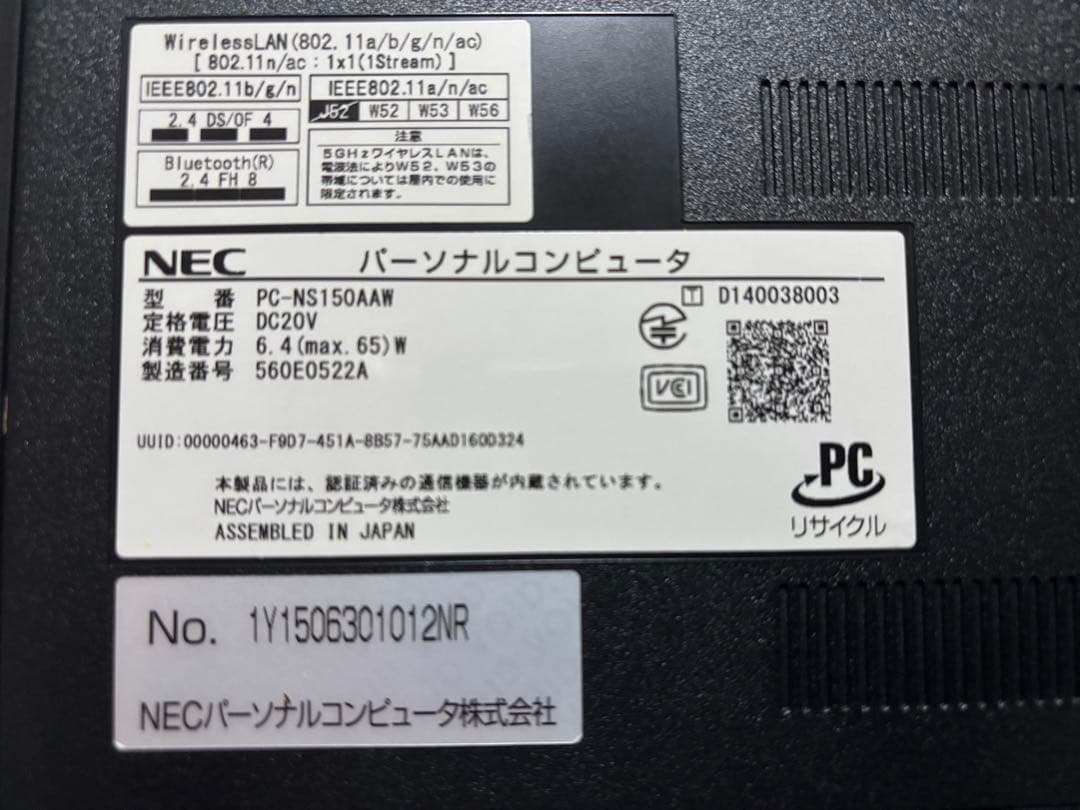 WirelessLAN(802.11a/b/g/n/ac)
[ 802.11n/ac : 1x1(1Stream) ]
IEEE802.11b/g/n
2.4 DS/OF 4
Bluetooth(R)
2.4 FH 8
IEEE802.11a/n/ac
J52 W52 W53 W56
注意
5GHzワイヤレスLANは、
電波法によりW52、W53の
帯域については屋内での使用に
限定されます。
NEC パーソナルコンピュータ
型 番 PC-NS150AAW
定格電圧 DC20V
消費電力 6.4(max.65)W
製造番号 560E0522A
T D140038003
VCI
UUID:00000463-F9D7-451A-8B57-75AAD160D324
本製品には、認証済みの通信機器が内蔵されています。
NECパーソナルコンピュータ株式会社
ASSEMBLED IN JAPAN
PC
リサイクル
No. 1Y1506301012NR
NECパーソナルコンピュータ株式会社